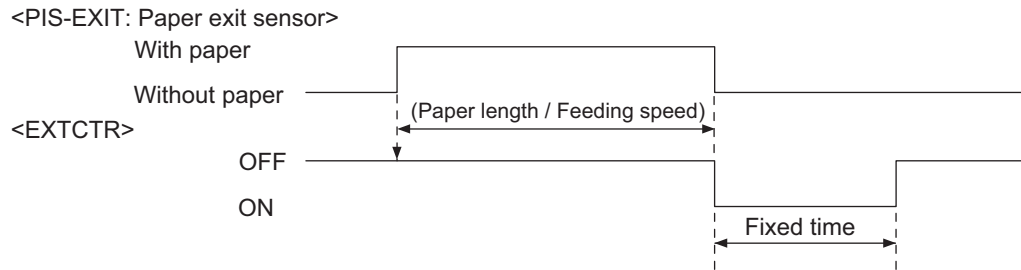 <PIS-EXIT: Paper exit sensor>
With paper
Without paper
(Paper length / Feeding speed)
<EXTCTR>
OFF
ON
Fixed time